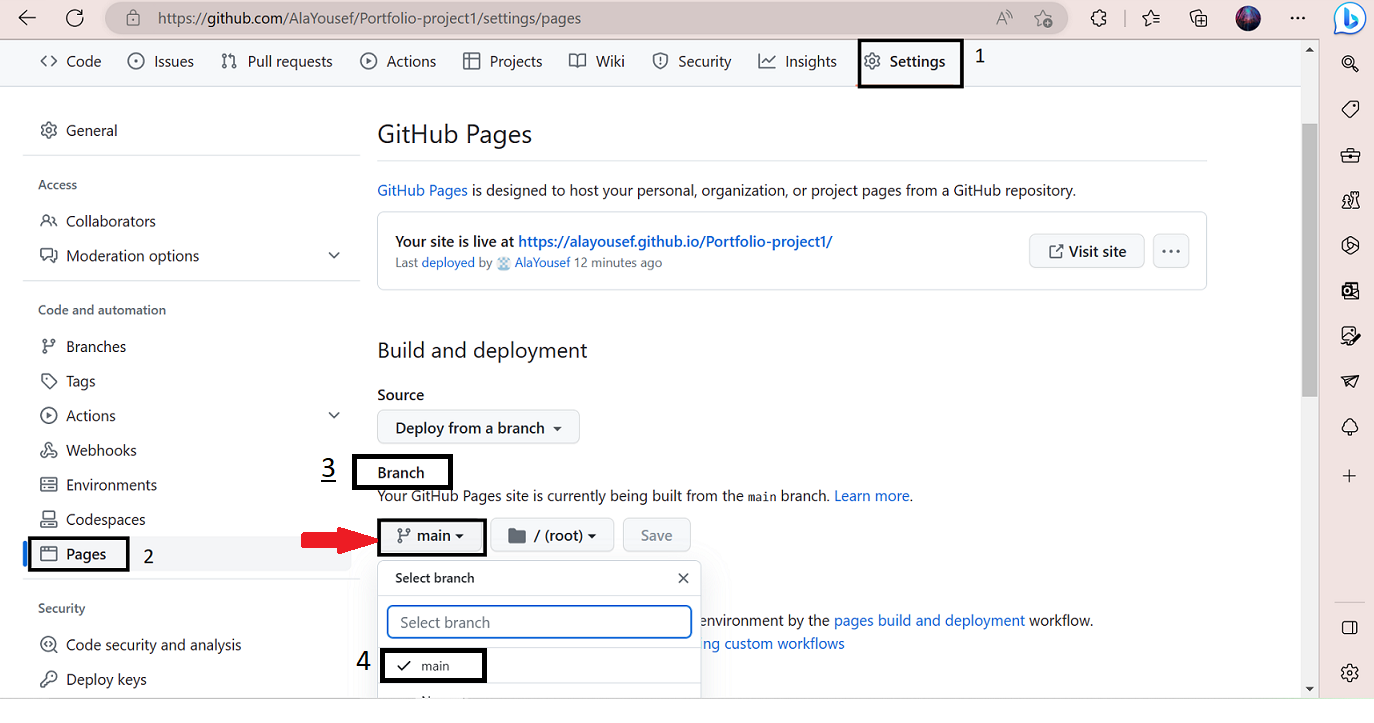 https://github.com/AlaYousef/Portfolio-project1/settings/pages
Code Issues Pull requests Actions Projects Wiki Security Insights Settings 1
General
Access
Collaborators
Moderation options
Code and automation
Branches
Tags
Actions
Webhooks
Environments
Codespaces
Pages 2
Security
Code security and analysis
Deploy keys
GitHub Pages
GitHub Pages is designed to host your personal, organization, or project pages from a GitHub repository.
Your site is live at https://alayousef.github.io/Portfolio-project1/
Last deployed by AlaYousef 12 minutes ago
Visit site
Build and deployment
Source
Deploy from a branch
3 Branch
Your GitHub Pages site is currently being built from the main branch. Learn more.
main / (root) Save
Select branch
Select branch
environment by the pages build and deployment workflow.
ng custom workflows
4 main